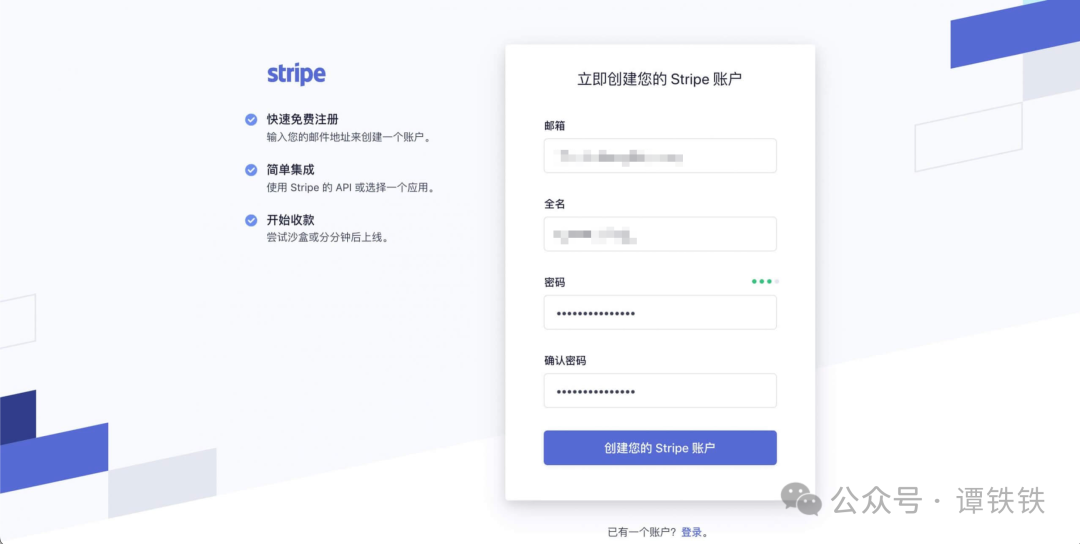 stripe
快速免费注册
输入您的邮件地址来创建一个账户。
简单集成
使用 Stripe 的 API 或选择一个应用。
开始收款
尝试沙盒或分分钟后上线。
立即创建您的 Stripe 账户
邮箱
全名
密码
•••••••••••••••
确认密码
•••••••••••••••
创建您的 Stripe 账户
已有一个账户？登录。
公众号 · 谭铁铁